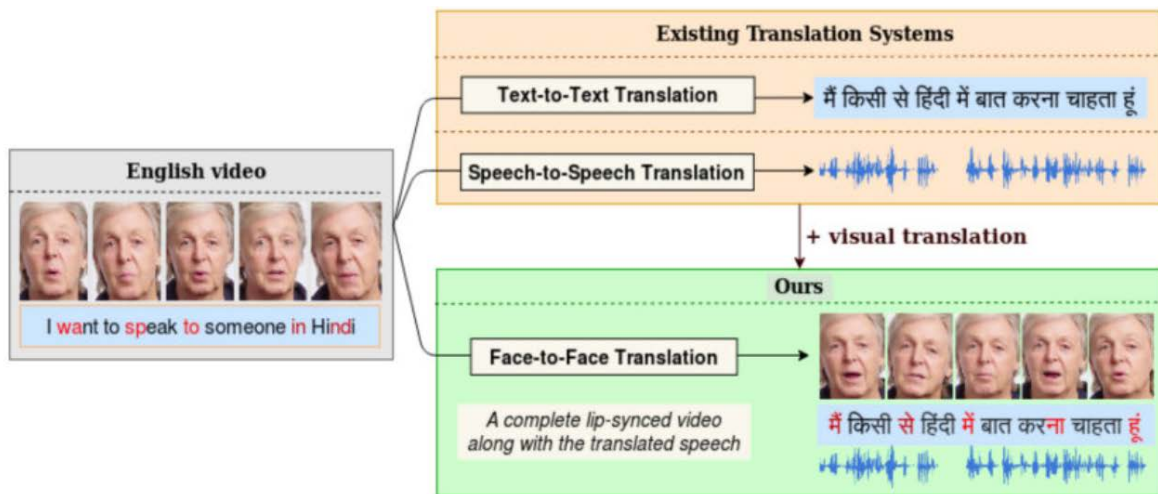 English video
I want to speak to someone in Hindi
Existing Translation Systems
Text-to-Text Translation
मैं किसी से हिंदी में बात करना चाहता हूं
Speech-to-Speech Translation
+ visual translation
Ours
Face-to-Face Translation
A complete lip-synced video
along with the translated speech
मैं किसी से हिंदी में बात करना चाहता हूं